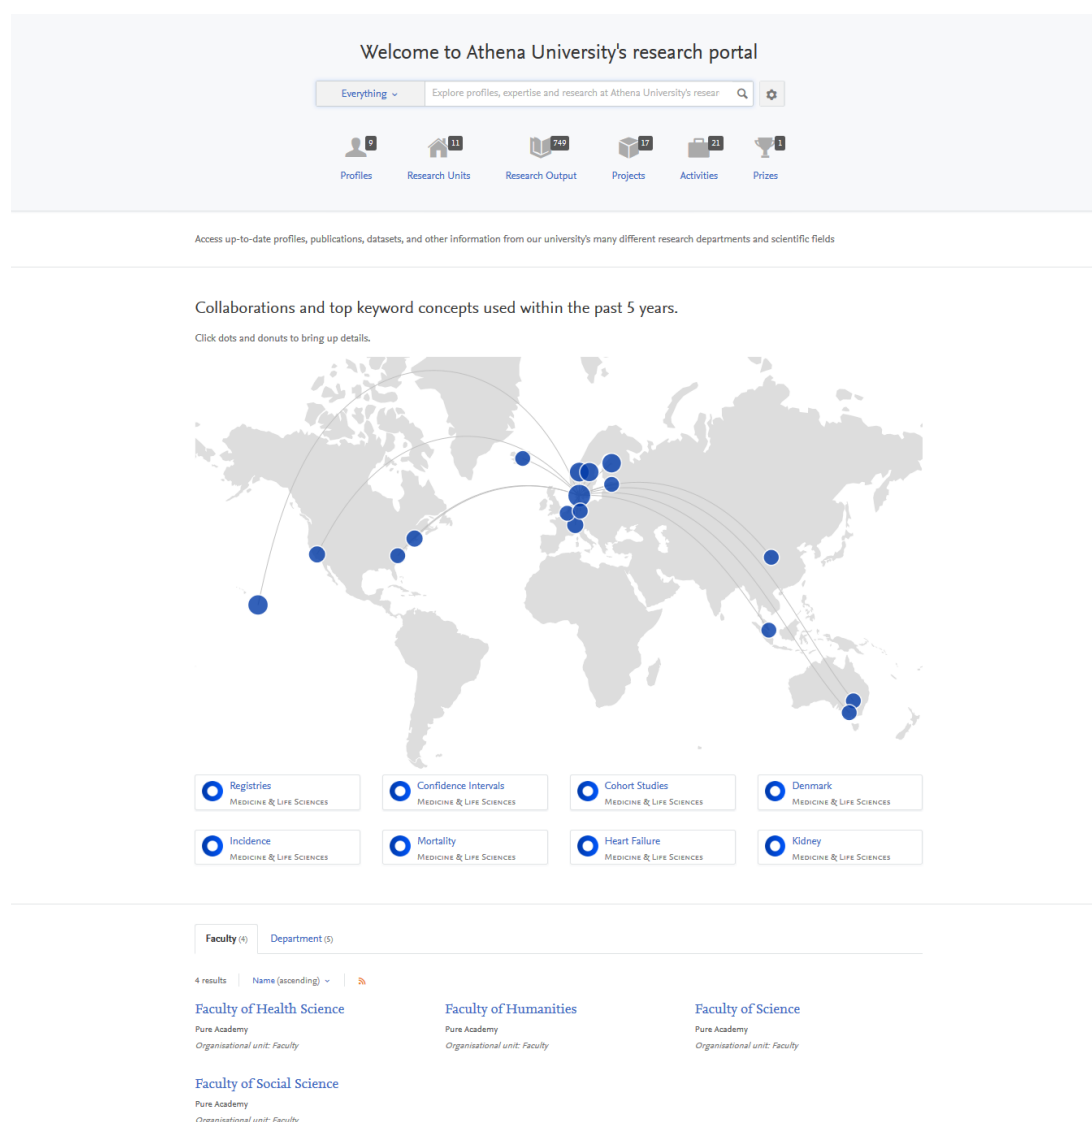 Welcome to Athena University's research portal
Everything
Explore profiles, expertise and research at Athena University's resear
9
11
749
17
21
1
Profiles
Research Units
Research Output
Projects
Activities
Prizes
Access up-to-date profiles, publications, datasets, and other information from our university's many different research departments and scientific fields
Collaborations and top keyword concepts used within the past 5 years.
Click dots and donuts to bring up details.
Registries
Medicine & Life Sciences
Confidence Intervals
Medicine & Life Sciences
Cohort Studies
Medicine & Life Sciences
Denmark
Medicine & Life Sciences
Incidence
Medicine & Life Sciences
Mortality
Medicine & Life Sciences
Heart Failure
Medicine & Life Sciences
Kidney
Medicine & Life Sciences
Faculty (4)
Department (5)
4 results
Name (ascending)
Faculty of Health Science
Pure Academy
Organisational unit: Faculty
Faculty of Humanities
Pure Academy
Organisational unit: Faculty
Faculty of Science
Pure Academy
Organisational unit: Faculty
Faculty of Social Science
Pure Academy
Organisational unit: Faculty